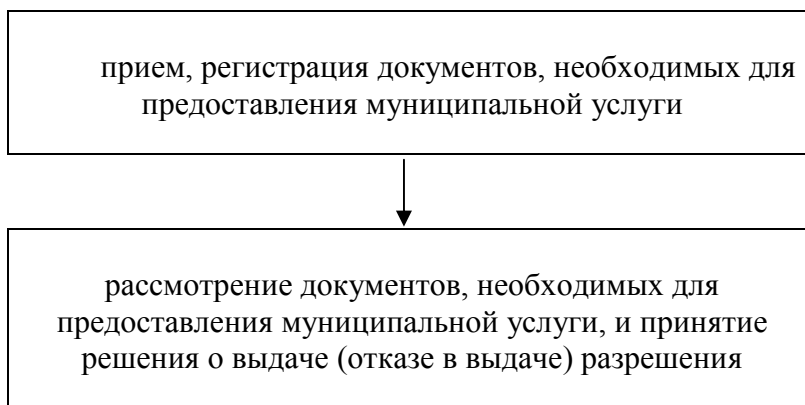 прием, регистрация документов, необходимых для
предоставления муниципальной услуги
рассмотрение документов, необходимых для
предоставления муниципальной услуги, и принятие
решения о выдаче (отказе в выдаче) разрешения